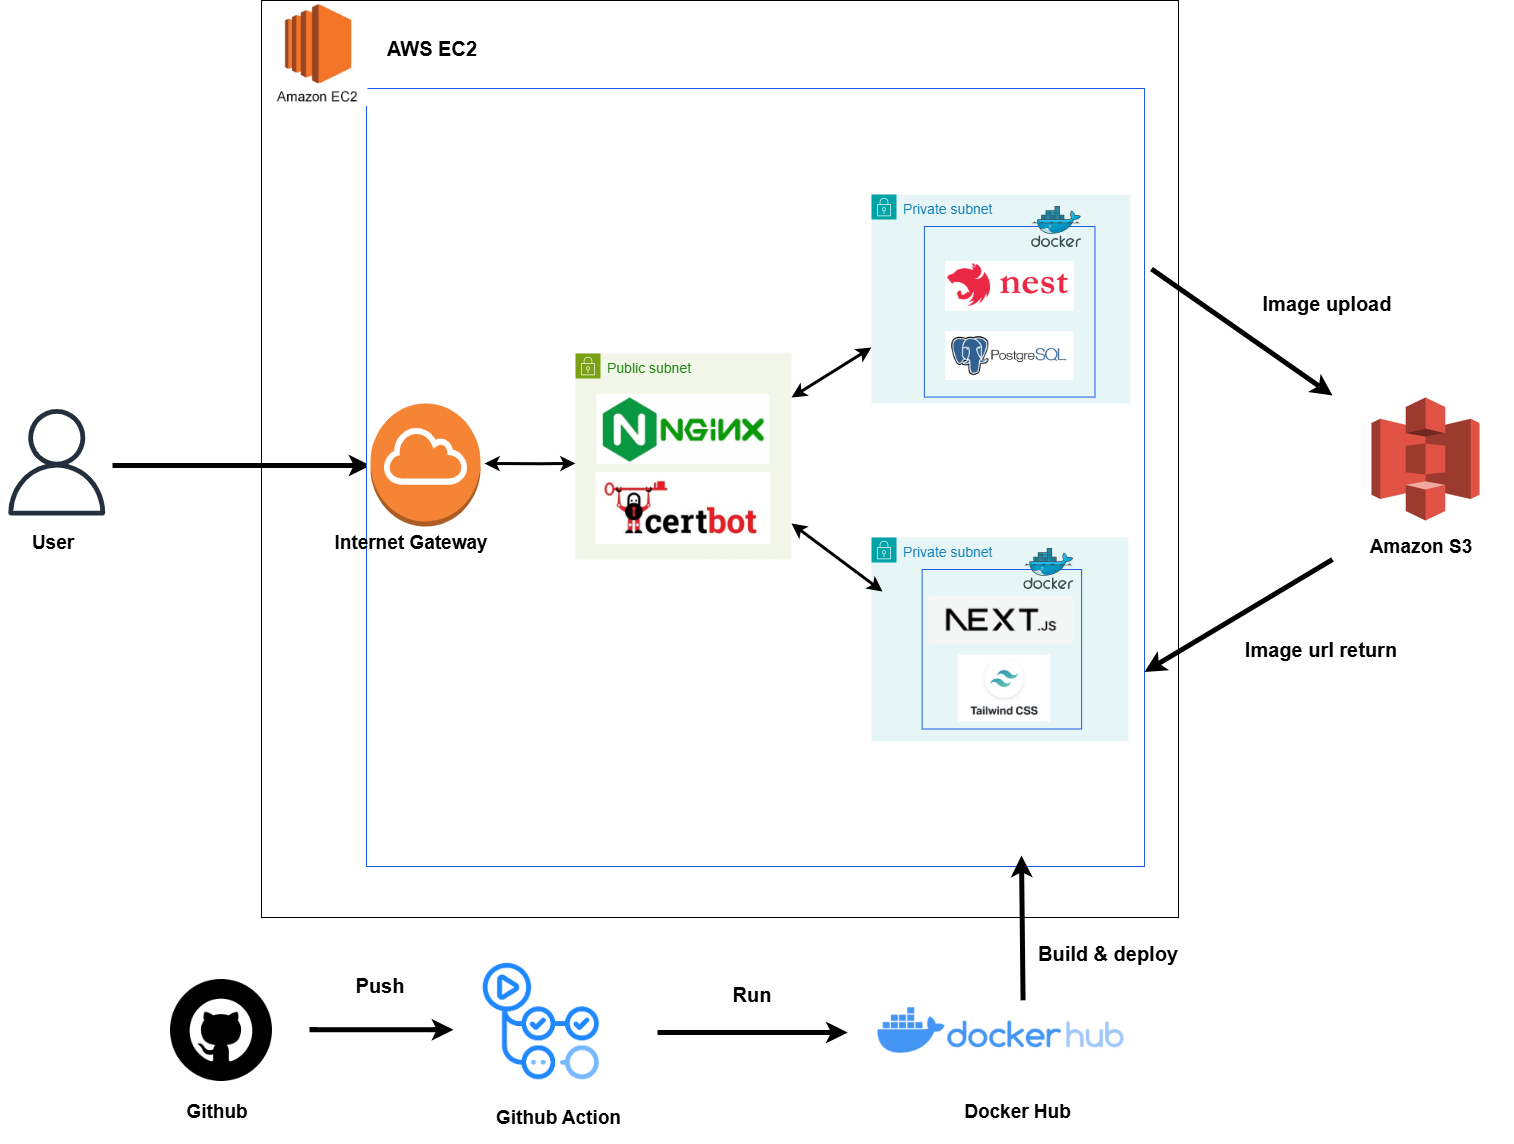 AWS EC2
Amazon EC2
Private subnet
docker
nest
PostgreSQL
Public subnet
N NGiNX
certbot
Image upload
User
Internet Gateway
Amazon S3
Private subnet
docker
NEXT.JS
Tailwind CSS
Image url return
Build & deploy
Push
Run
docker hub
Github
Github Action
Docker Hub